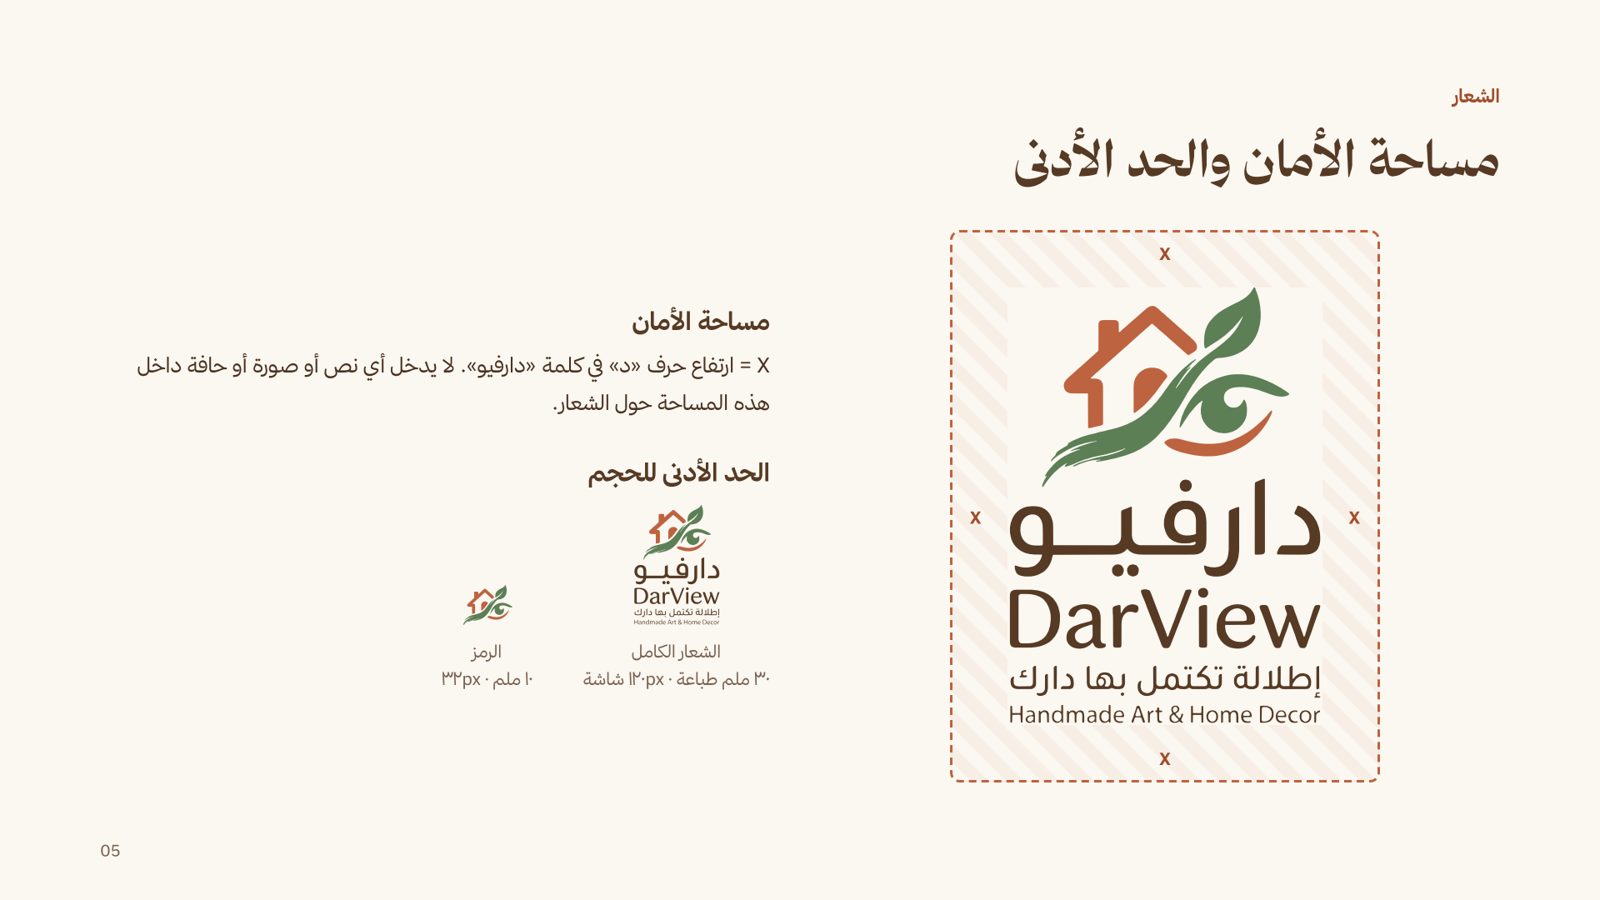 الشعار
مساحة الأمان والحد الأدنى
X
X
X
دارفيو
DarView
إطلالة تكتمل بها دارك
Handmade Art & Home Decor
X
مساحة الأمان
X = ارتفاع حرف «د» في كلمة «دارفيو». لا يدخل أي نص أو صورة أو حافة داخل
هذه المساحة حول الشعار.
الحد الأدنى للحجم
دارفيو
DarView
إطلالة تكتمل بها دارك
Handmade Art & Home Decor
الشعار الكامل
٣٠ ملم طباعة · ١٢٠px شاشة
الرمز
١٠ ملم · ٣٢px
05